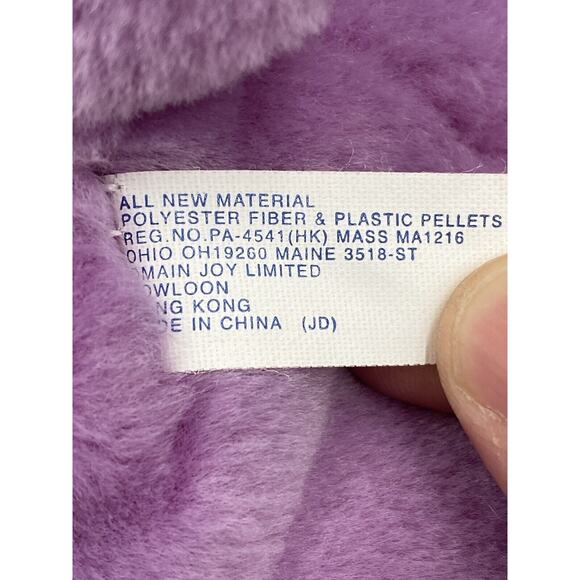 ALL NEW MATERIAL
POLYESTER FIBER & PLASTIC PELLETS
REG.NO.PA-4541(HK) MASS MA1216
OHIO OH19260 MAINE 3518-ST
OMAIN JOY LIMITED
OWLOON
NG KONG
DE IN CHINA (JD)